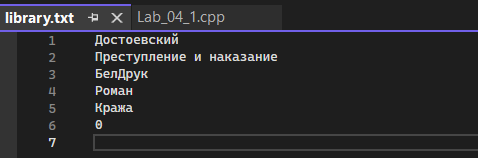 library.txt Lab_04_1.cpp
1 Достоевский
2 Преступление и наказание
3 БелДрук
4 Роман
5 Кража
6 0
7